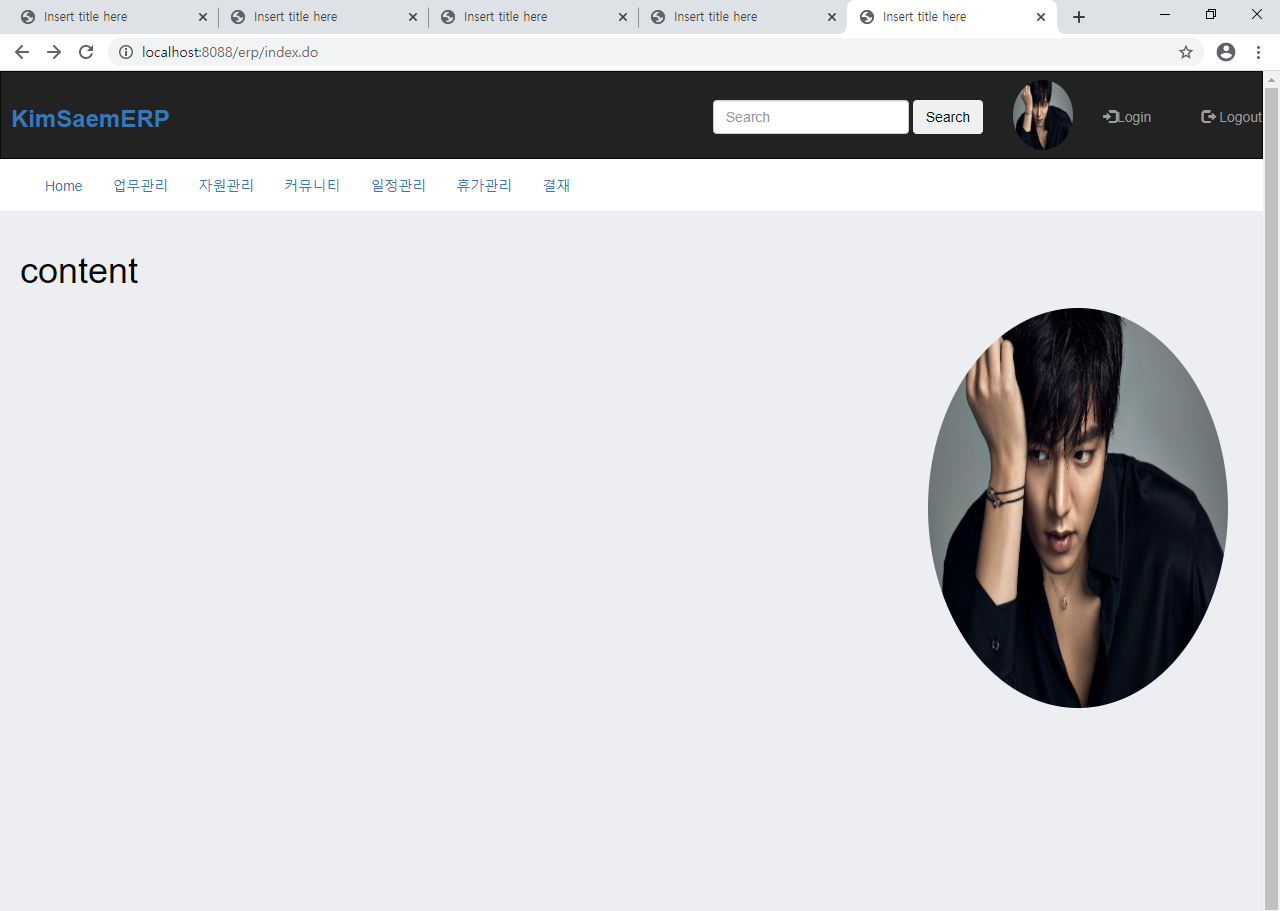 Insert title here Insert title here Insert title here Insert title here Insert title here
localhost:8088/erp/index.do
KimSaemERP Search Search Login Logout
Home 업무관리 자원관리 커뮤니티 일정관리 휴가관리 결재
content